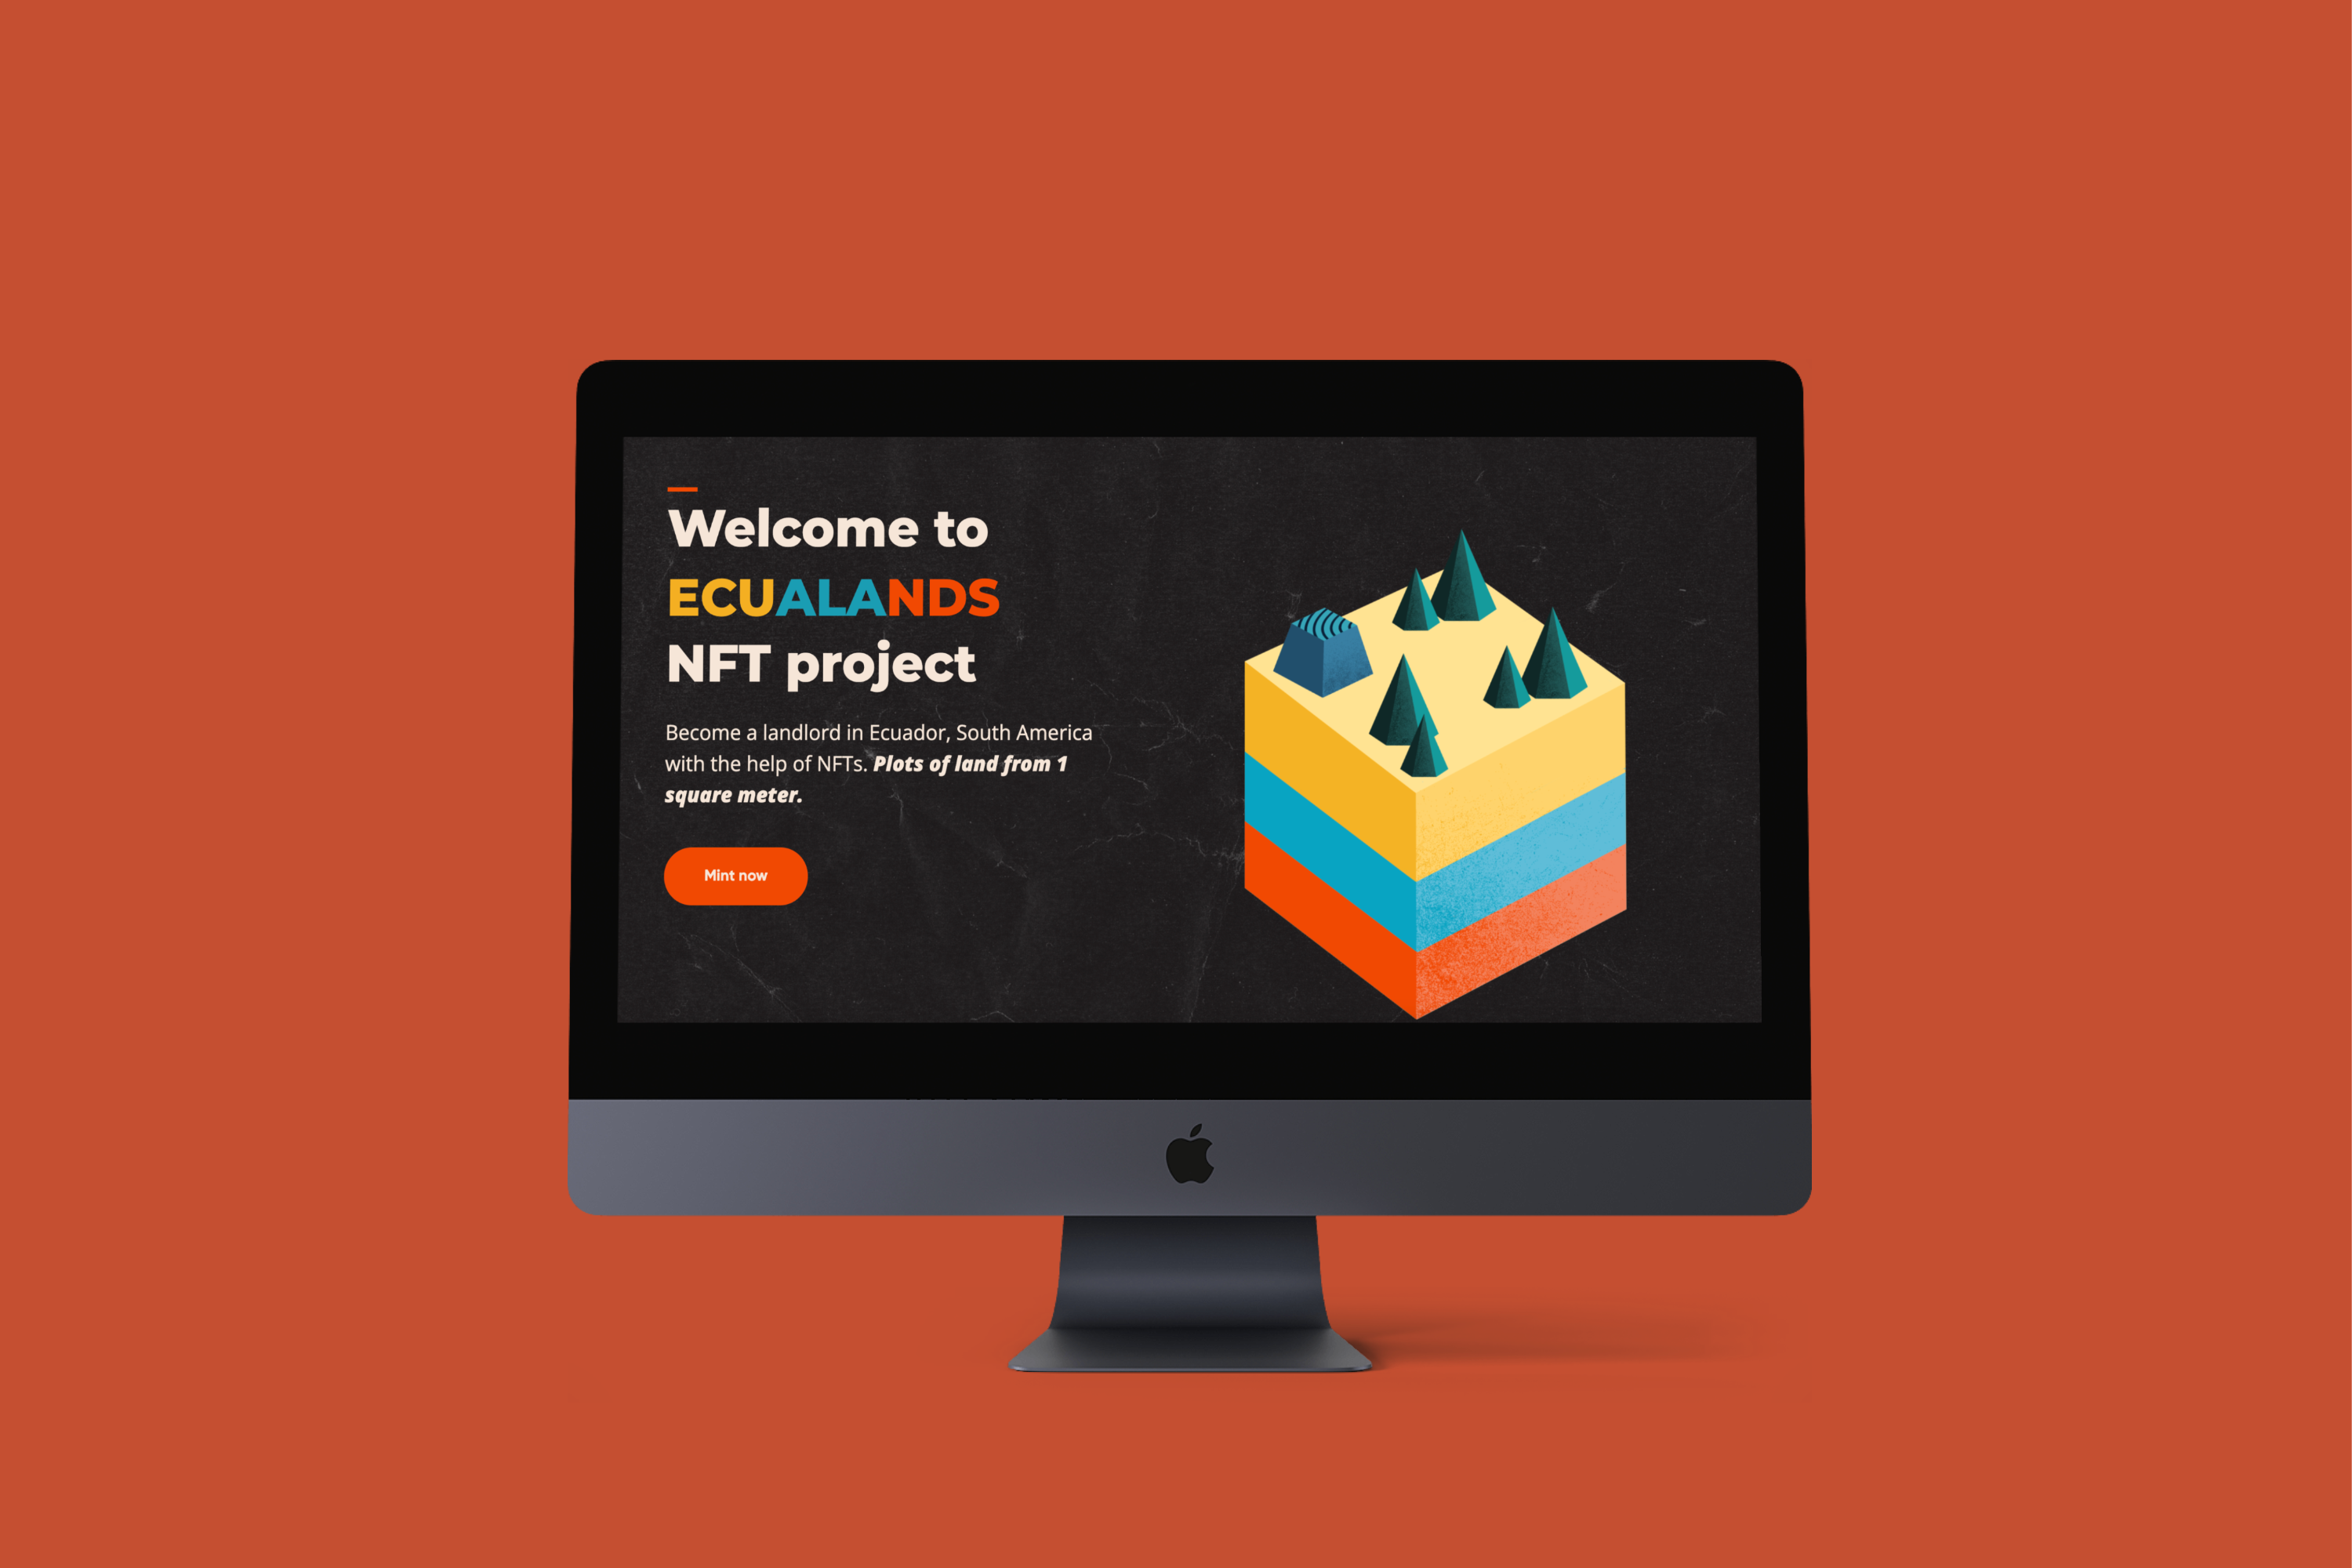 Welcome to
ECUALANDS
NFT project
Become a landlord in Ecuador, South America
with the help of NFTs. Plots of land from 1
square meter.
Mint now